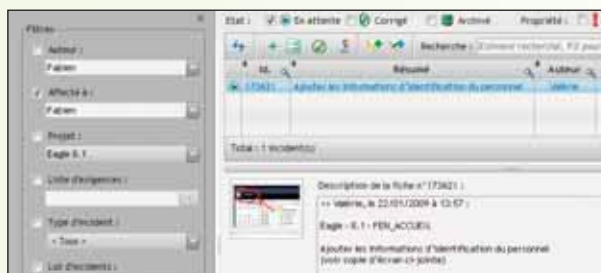 Filtres
Auteur :
Fabien
Affecté à :
Fabien
Projet :
Eagle 0.1
Liste d'exigences :
Type d'incident :
< Tous >
Lot d'incidents :
Etat : En attente Corrigé Archivé Propriété :
Recherche :
Id. Résumé Auteur
173621 Ajouter les informations d'identification du personnel Valérie
Total : 1 incident(s)
Description de la fiche n°173621 :
>> Valérie, le 22/01/2009 à 13:57 :
Eagle - 0.1 - FEN_ACCUEIL
Ajouter les informations d'identification du personnel
(voir copie d'écran ci-jointe)